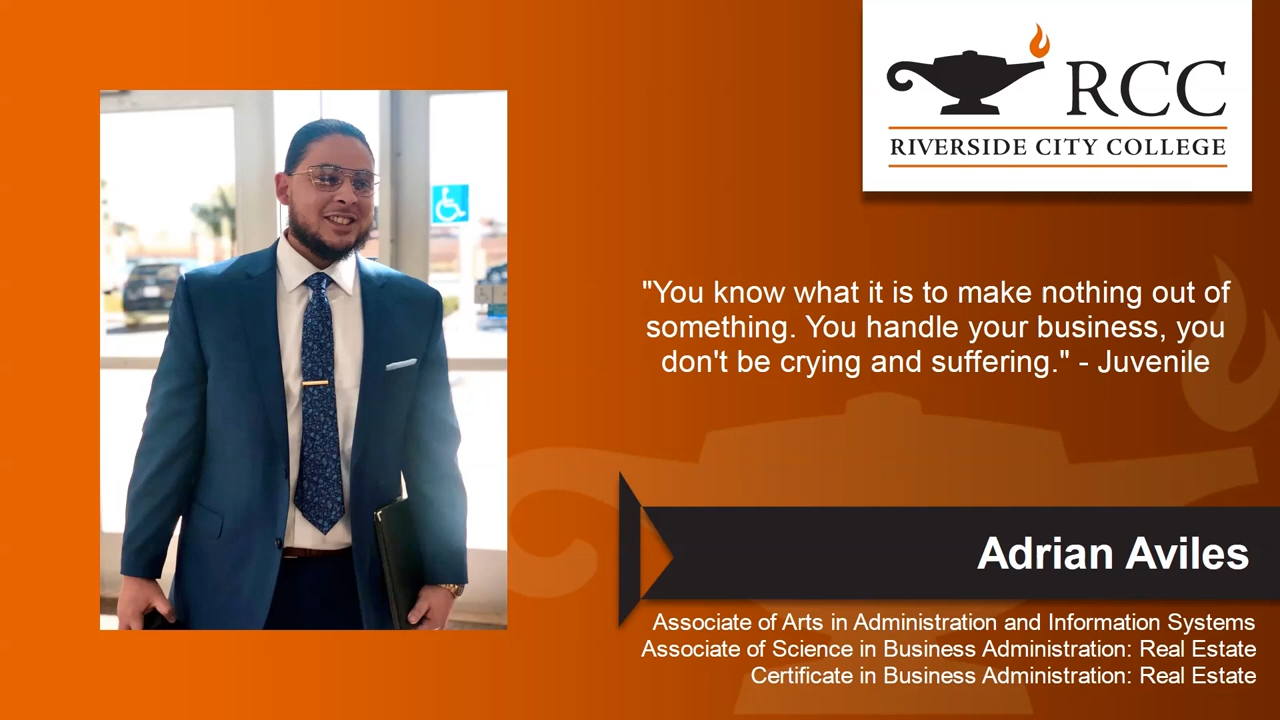 RCC
RIVERSIDE CITY COLLEGE
"You know what it is to make nothing out of
something. You handle your business, you
don't be crying and suffering." - Juvenile
Adrian Aviles
Associate of Arts in Administration and Information Systems
Associate of Science in Business Administration: Real Estate
Certificate in Business Administration: Real Estate